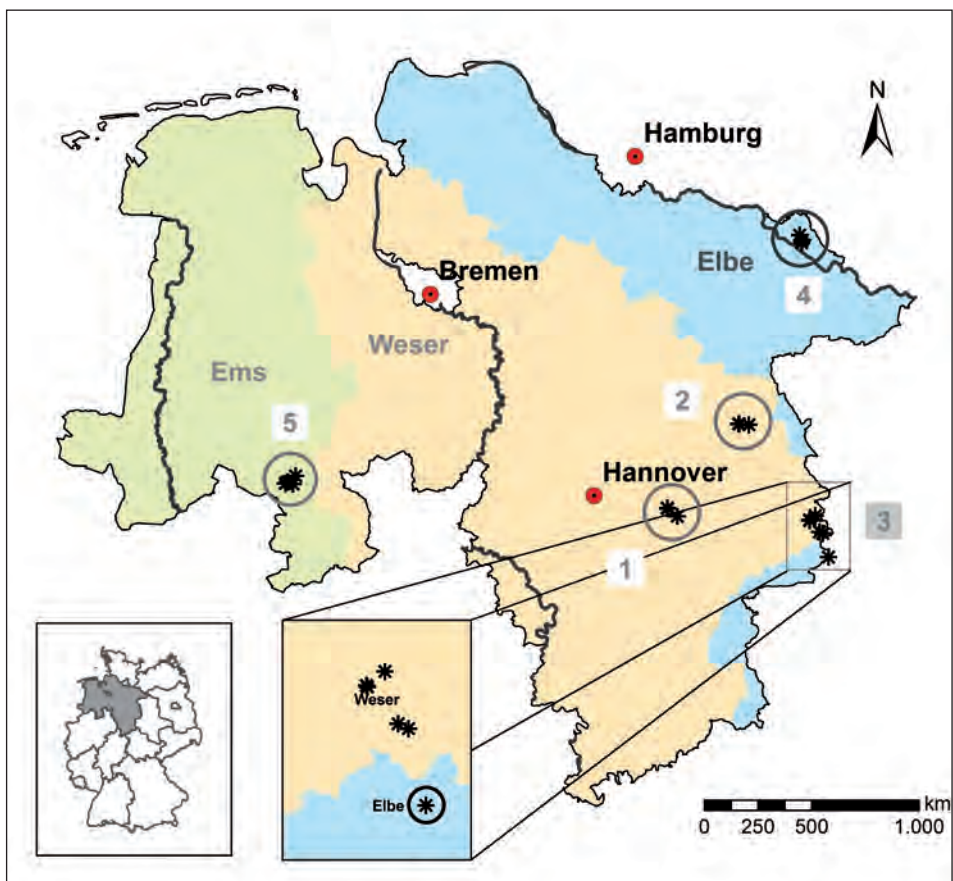 N
Hamburg
Elbe
4
Bremen
Weser
Ems
2
5
Hannover
3
1
Weser
Elbe
km
0 250 500 1.000